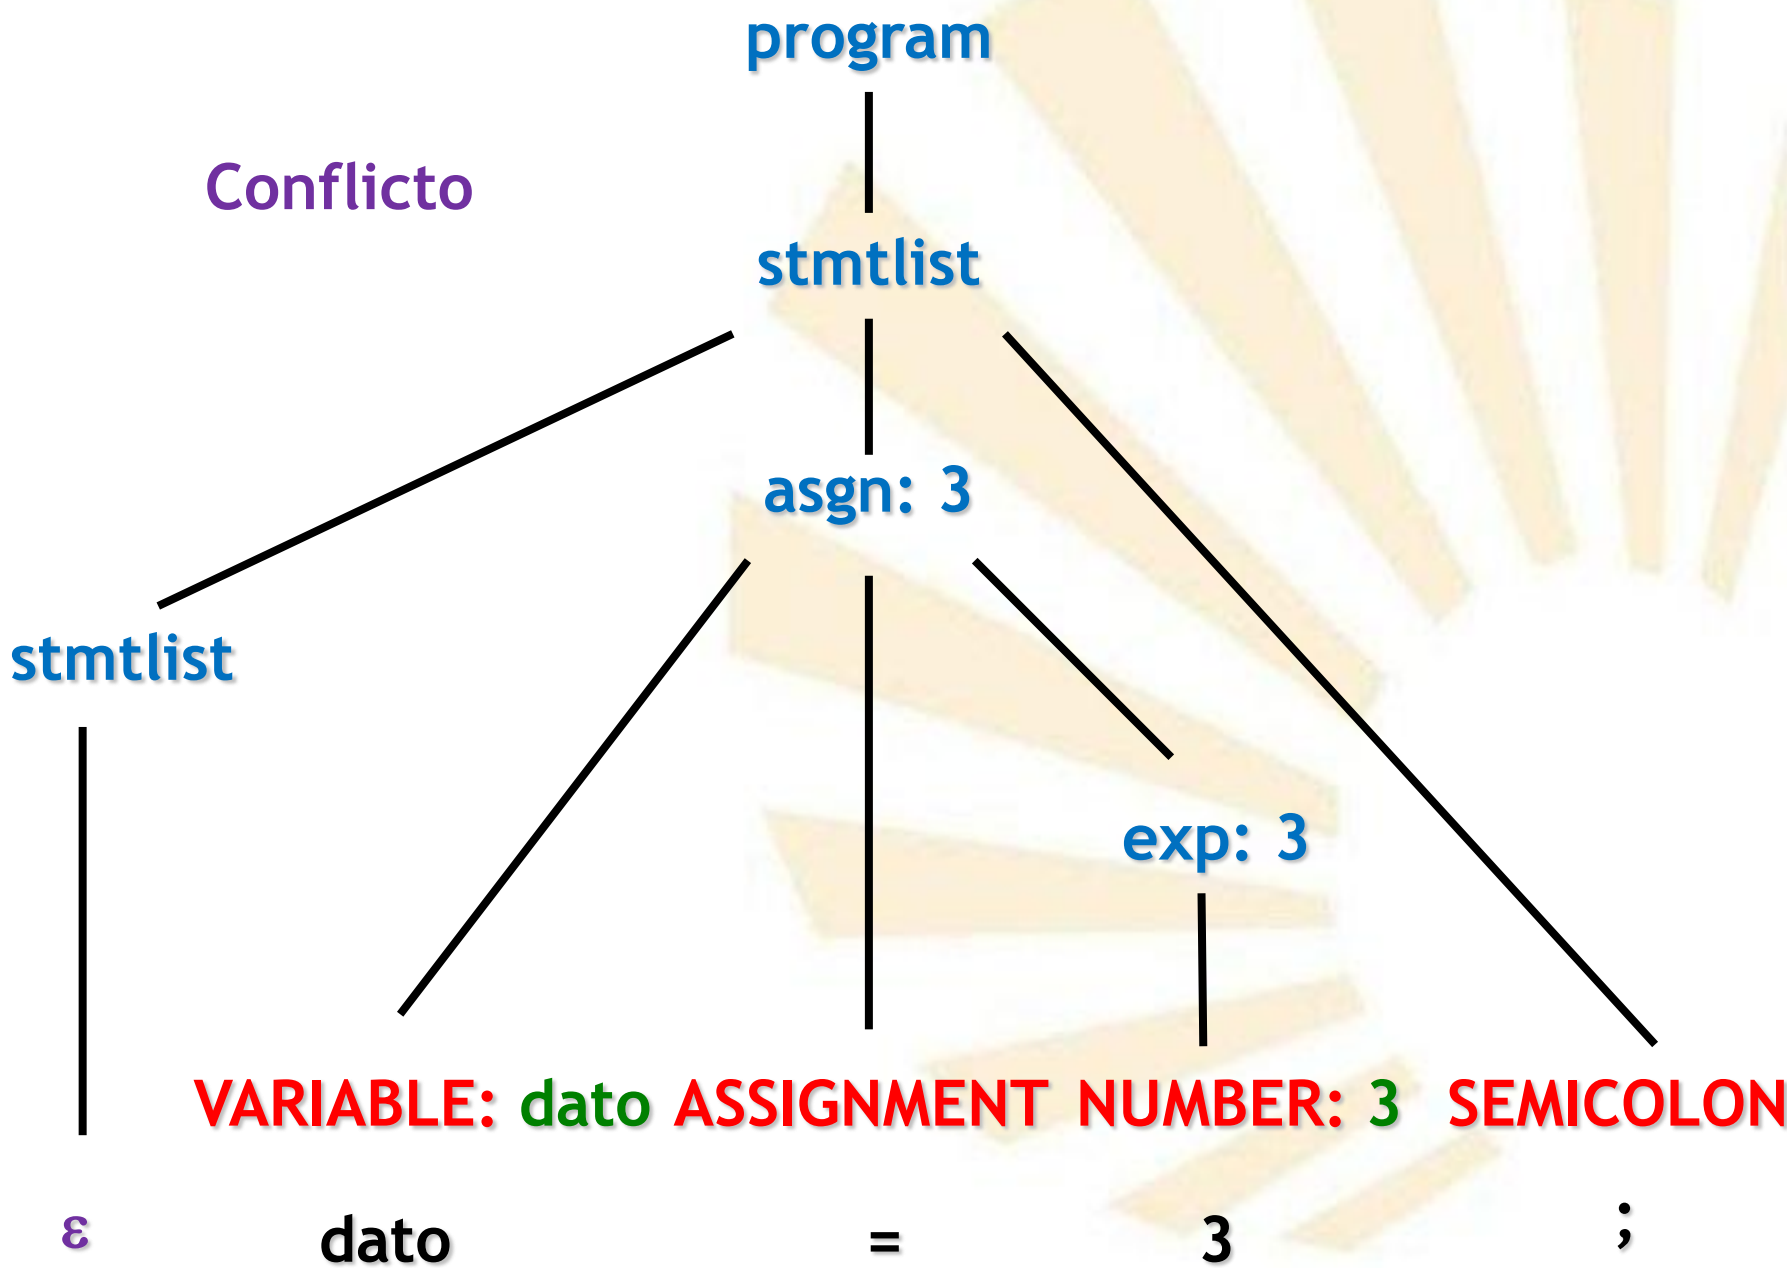 program
Conflicto
stmtlist
asgn: 3
stmtlist
exp: 3
VARIABLE: dato ASSIGNMENT NUMBER: 3 SEMICOLON
ε dato = 3 ;